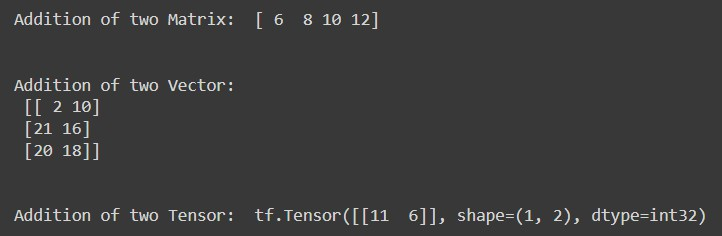 Addition of two Matrix:  [ 6  8 10 12]
Addition of two Vector:
[[ 2 10]
[21 16]
[20 18]]
Addition of two Tensor:  tf.Tensor([[11  6]], shape=(1, 2), dtype=int32)